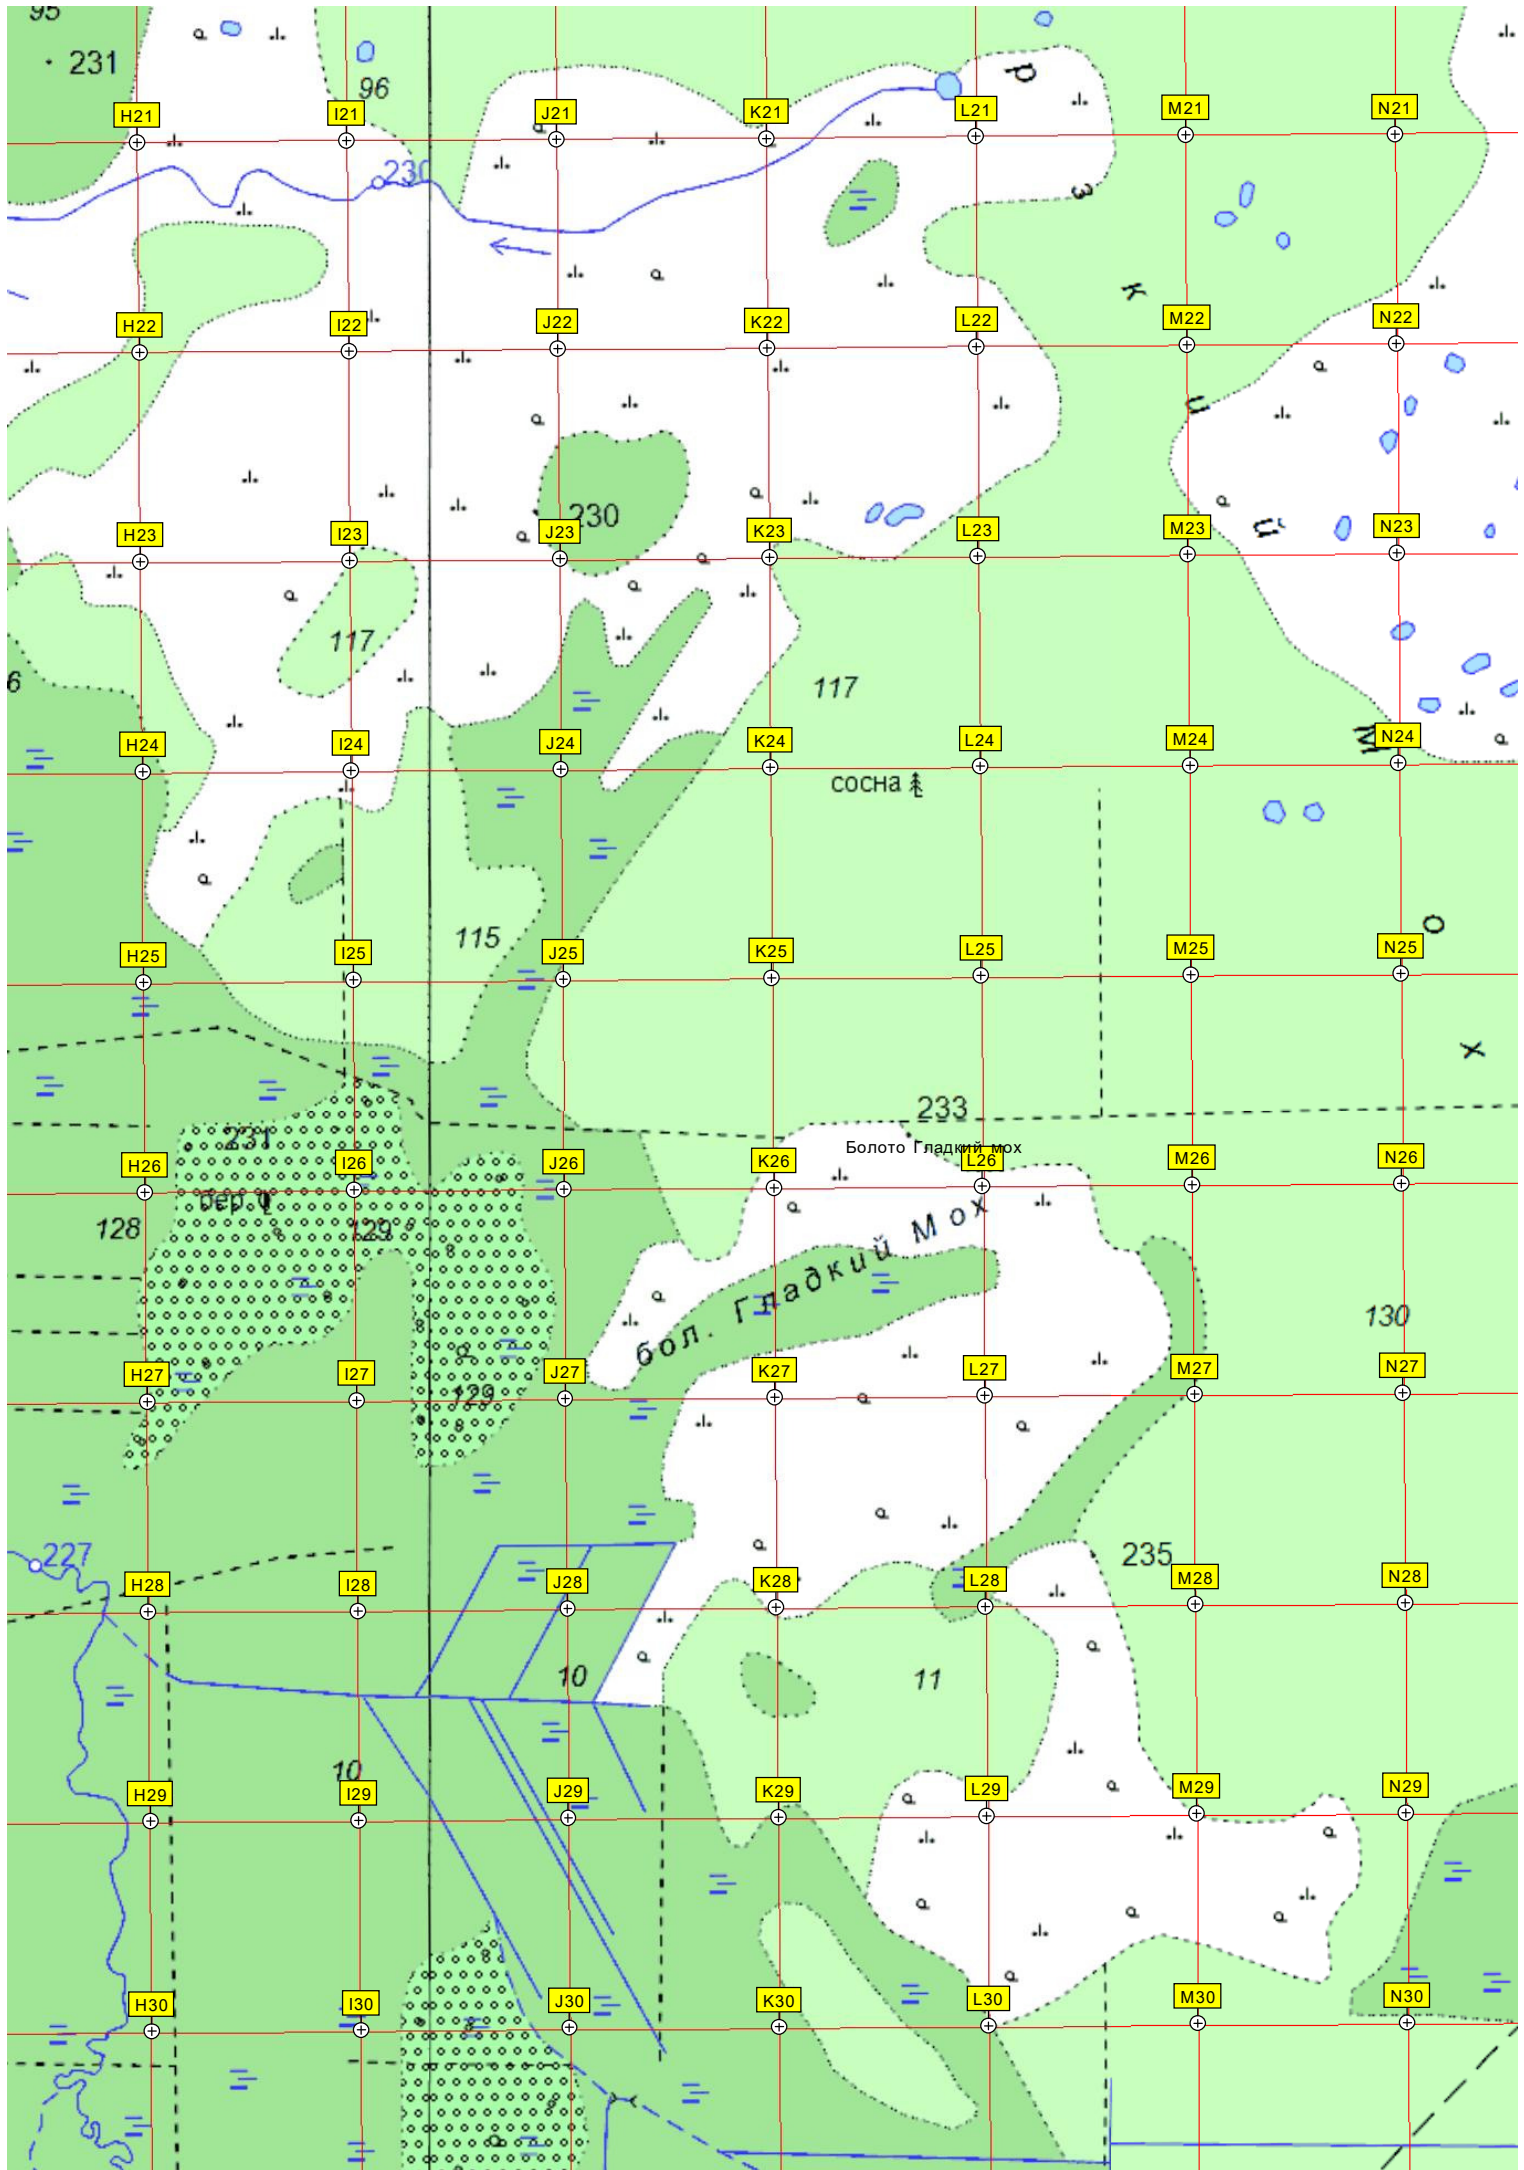 95
231
96
H21 I21 J21 K21 L21 M21 N21
230
р
з
к
и
й
H22 I22 J22 K22 L22 M22 N22
230
H23 I23 J23 K23 L23 M23 N23
117
6
117
М
H24 I24 J24 K24 L24 M24 N24
сосна
115
о
H25 I25 J25 K25 L25 M25 N25
х
233
231
Болото Гладкий мох
H26 I26 J26 K26 L26 M26 N26
бер.
128
129
бол. Гладкий Мох
130
H27 I27 J27 K27 L27 M27 N27
129
227
235
H28 I28 J28 K28 L28 M28 N28
10
11
10
H29 I29 J29 K29 L29 M29 N29
H30 I30 J30 K30 L30 M30 N30